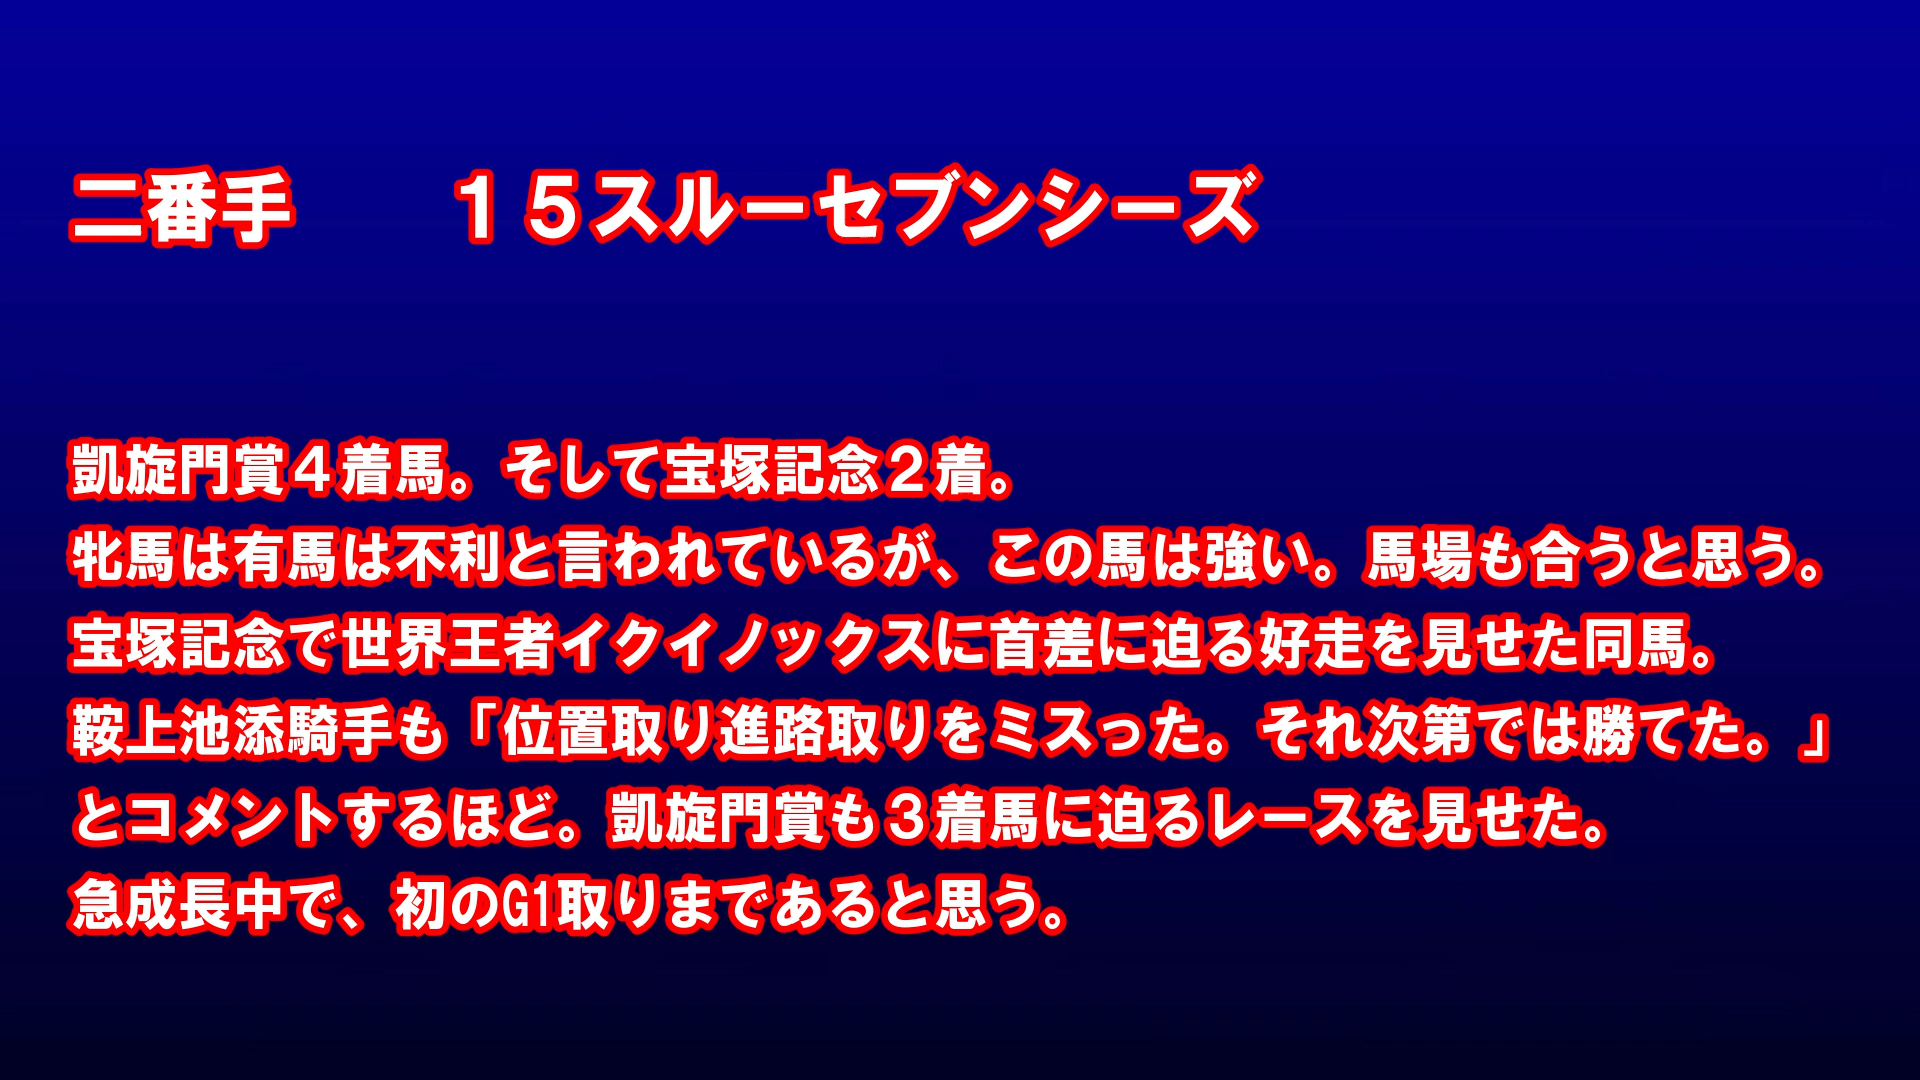 二番手　　１５スルーセブンシーズ
凱旋門賞４着馬。そして宝塚記念２着。
牝馬は有馬は不利と言われているが、この馬は強い。馬場も合うと思う。
宝塚記念で世界王者イクイノックスに首差に迫る好走を見せた同馬。
鞍上池添騎手も「位置取り進路取りをミスった。それ次第では勝てた。」
とコメントするほど。凱旋門賞も３着馬に迫るレースを見せた。
急成長中で、初のG1取りまであると思う。